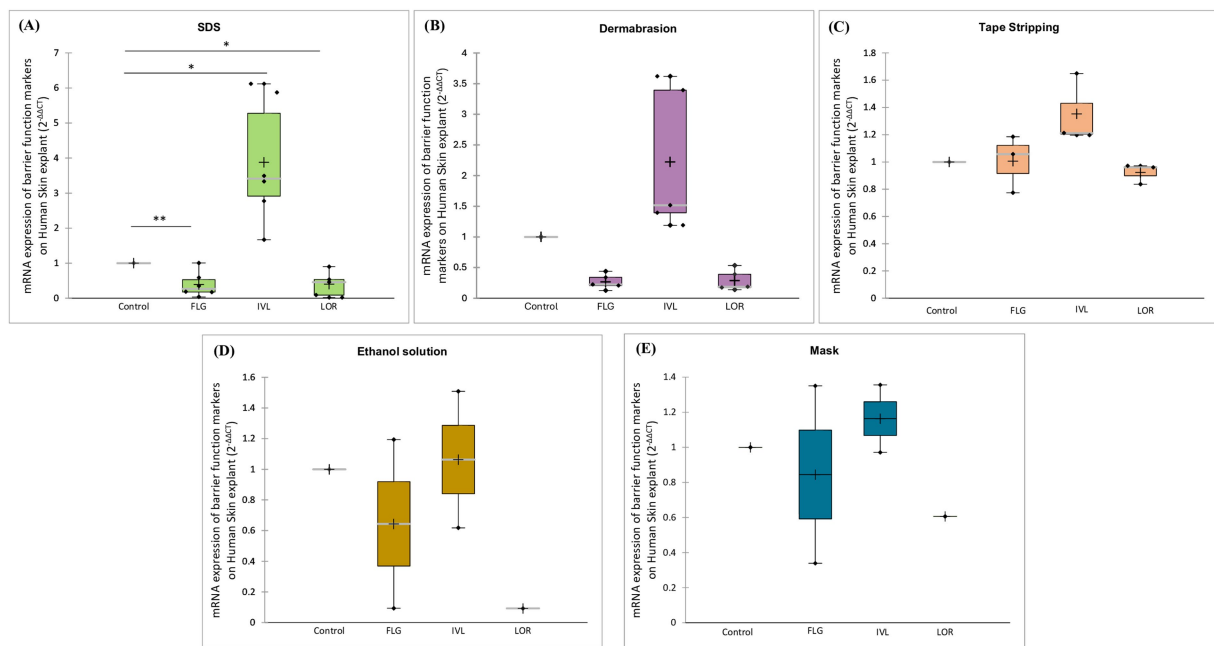 (A)
SDS
mRNA expression of barrier function markers
on Human Skin explant (2^-ΔΔCT)
7
6
5
4
3
2
1
0
*
*
**
Control FLG IVL LOR
(B)
Dermabrasion
mRNA expression of barrier function
markers on Human Skin explant (2^-ΔΔCT)
4
3.5
3
2.5
2
1.5
1
0.5
0
Control FLG IVL LOR
(C)
Tape Stripping
mRNA expression of barrier function markers
on Human Skin explant (2^-ΔΔCT)
1.8
1.6
1.4
1.2
1
0.8
0.6
0.4
0.2
0
Control FLG IVL LOR
(D)
Ethanol solution
mRNA expression of barrier function markers
on Human Skin explant (2^-ΔΔCT)
1.6
1.4
1.2
1
0.8
0.6
0.4
0.2
0
Control FLG IVL LOR
(E)
Mask
mRNA expression of barrier function markers
on Human Skin explant (2^-ΔΔCT)
1.4
1.2
1
0.8
0.6
0.4
0.2
0
Control FLG IVL LOR